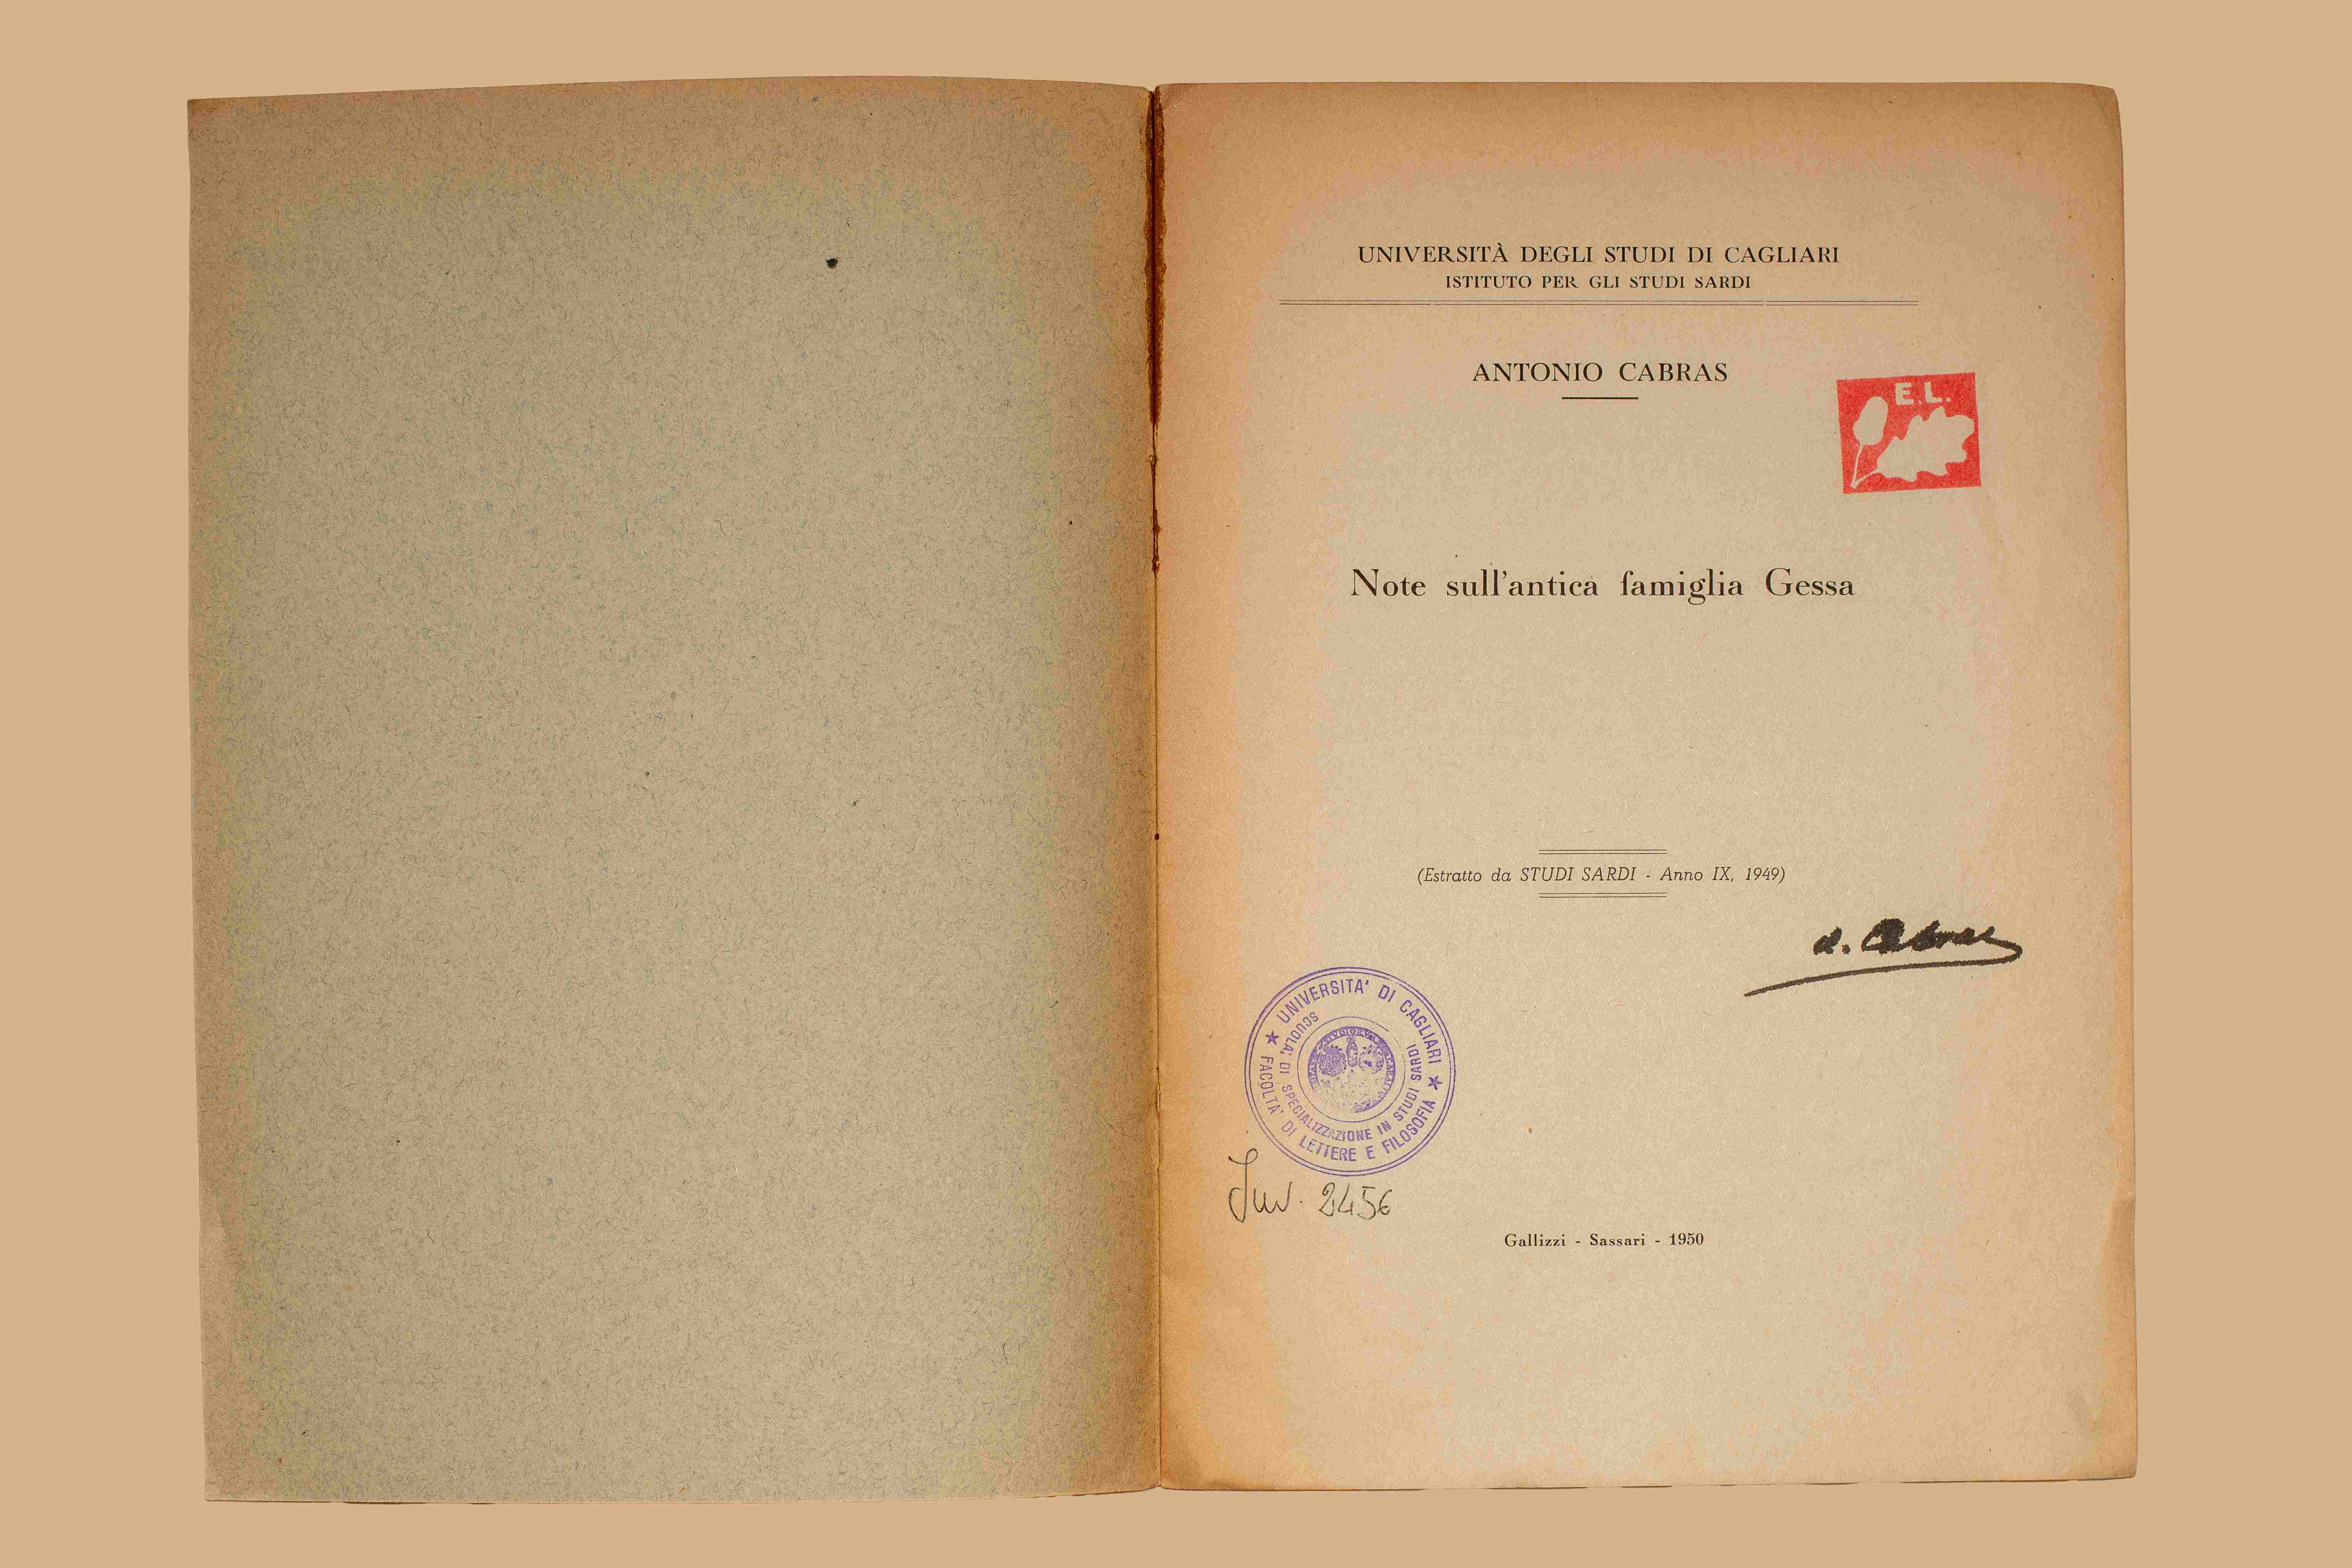 UNIVERSITÀ DEGLI STUDI DI CAGLIARI
ISTITUTO PER GLI STUDI SARDI
ANTONIO CABRAS
E. L.
Note sull'antica famiglia Gessa
(Estratto da STUDI SARDI - Anno IX, 1949)
A. Cabras
★ UNIVERSITA' DI CAGLIARI ★
FACOLTA' DI LETTERE E FILOSOFIA
SCUOLA' DI SPECIALIZZAZIONE IN STUDI SARDI
Inv. 2456
Gallizzi - Sassari - 1950